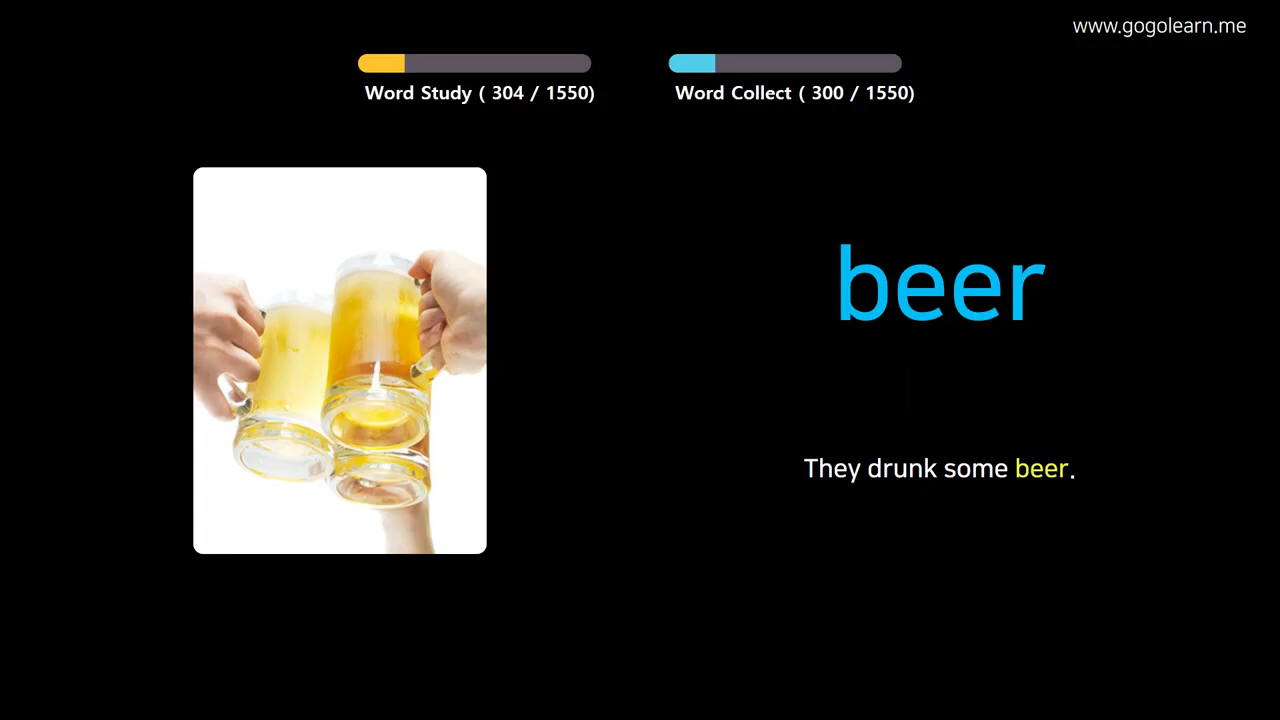 www.gogolearn.me
Word Study ( 304 / 1550)
Word Collect ( 300 / 1550)
beer
They drunk some beer.